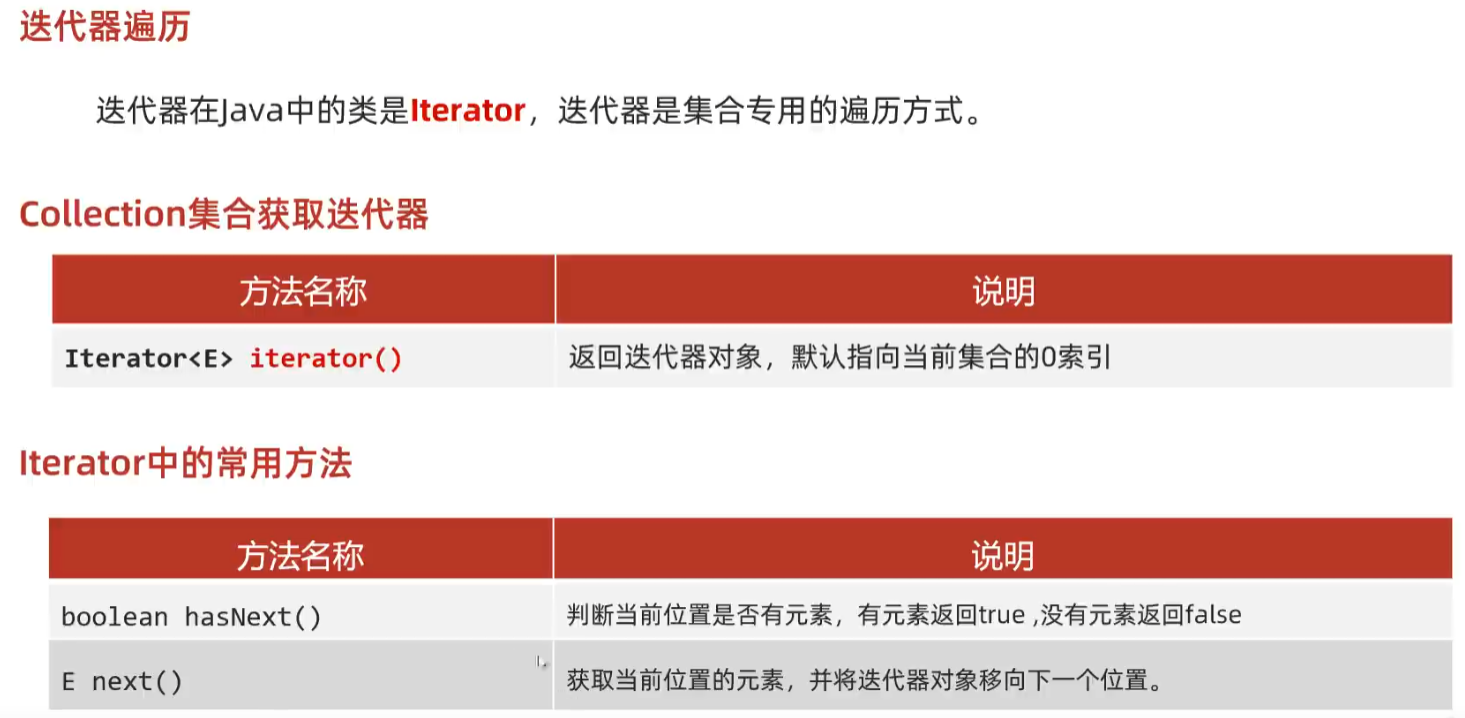 迭代器遍历
迭代器在Java中的类是Iterator，迭代器是集合专用的遍历方式。
Collection集合获取迭代器
方法名称 说明
Iterator<E> iterator() 返回迭代器对象，默认指向当前集合的0索引
Iterator中的常用方法
方法名称 说明
boolean hasNext() 判断当前位置是否有元素，有元素返回true ,没有元素返回false
E next() 获取当前位置的元素，并将迭代器对象移向下一个位置。